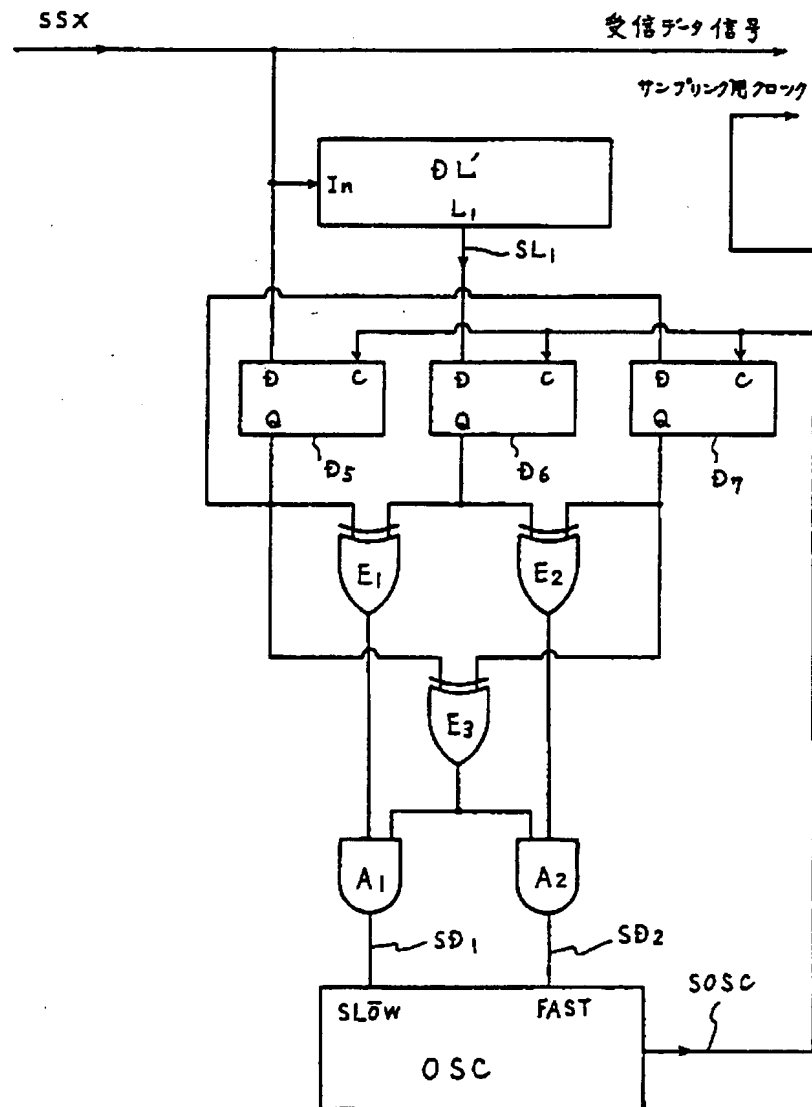 SSX
受信データ信号
サンプリング用クロック
DL'
In
L1
SL1
D C
D C
D C
Q
Q
Q
D5
D6
D7
E1
E2
E3
A1
A2
SD1
SD2
SOSC
SLOW
FAST
OSC